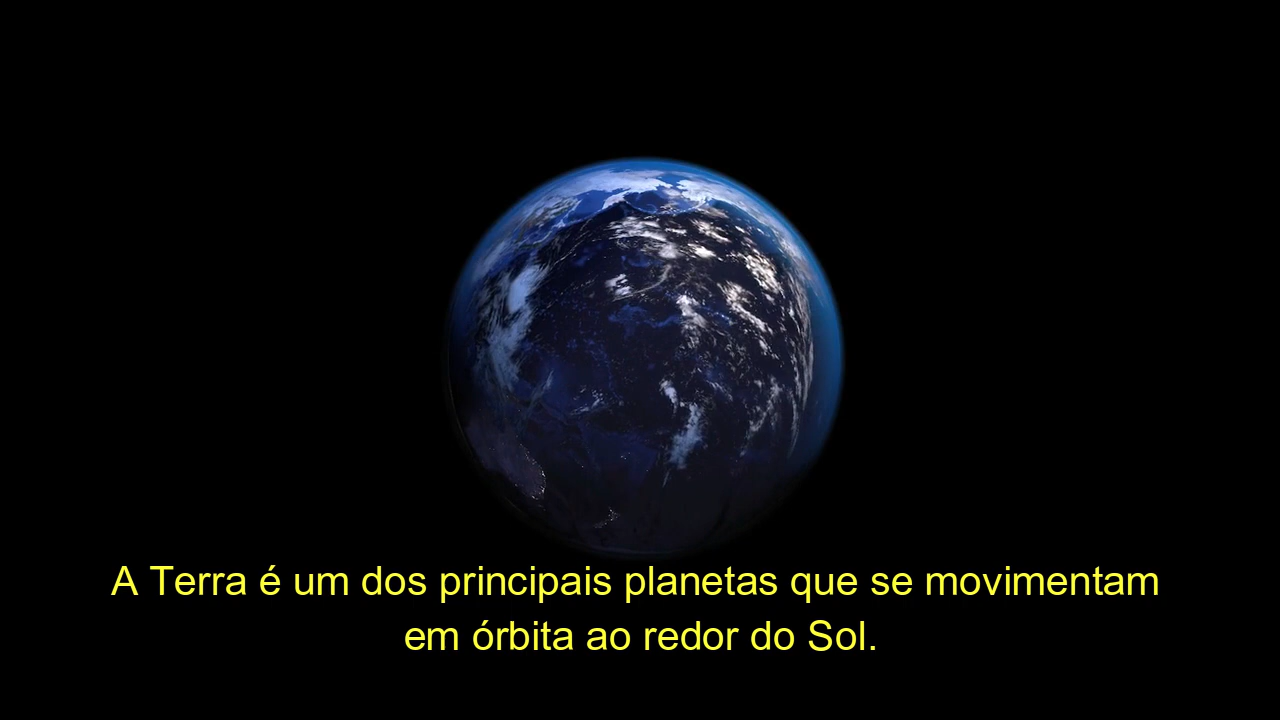 A Terra é um dos principais planetas que se movimentam
em órbita ao redor do Sol.